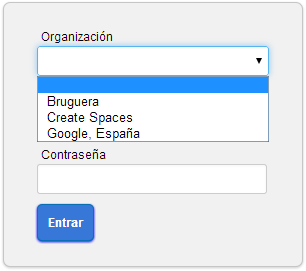 Organización
Bruguera
Create Spaces
Google, España
Contraseña
Entrar